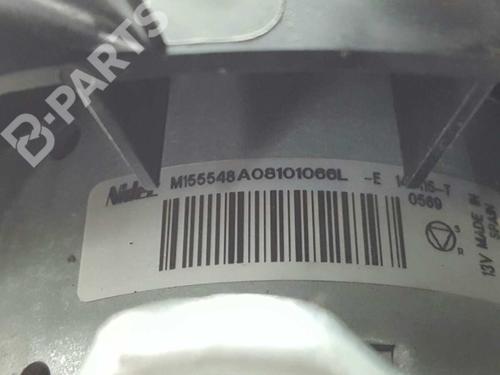 B-PARTS
Nidec M155548A08101066L -E
0569
13V MADE IN
SPAIN